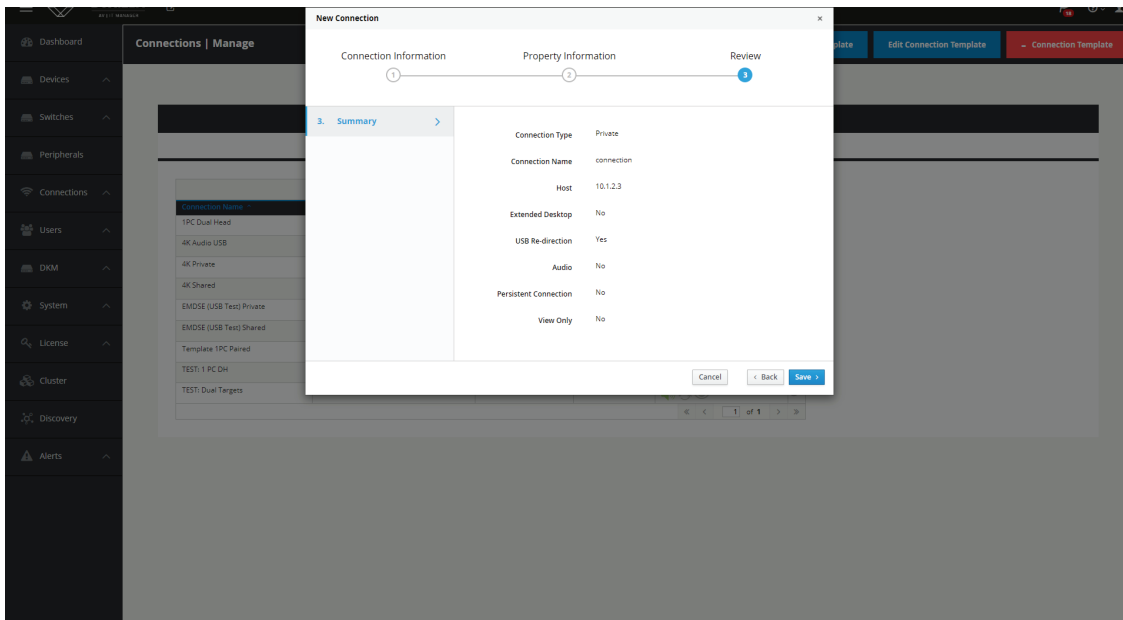 AV/IT MANAGER
New Connection
×
18
Dashboard
Connections | Manage
plate
Edit Connection Template
– Connection Template
Connection Information
Property Information
Review
1
2
3
Devices
Switches
3. Summary
Connection Type Private
Peripherals
Connection Name connection
Connections
Host 10.1.2.3
Connection Name
Extended Desktop No
1PC Dual Head
Users
USB Re-direction Yes
4K Audio USB
4K Private
DKM
Audio No
4K Shared
Persistent Connection No
System
EMDSE (USB Test) Private
View Only No
EMDSE (USB Test) Shared
License
Template 1PC Paired
TEST: 1 PC DH
Cluster
Cancel
‹ Back
Save ›
TEST: Dual Targets
Discovery
1 of 1
Alerts